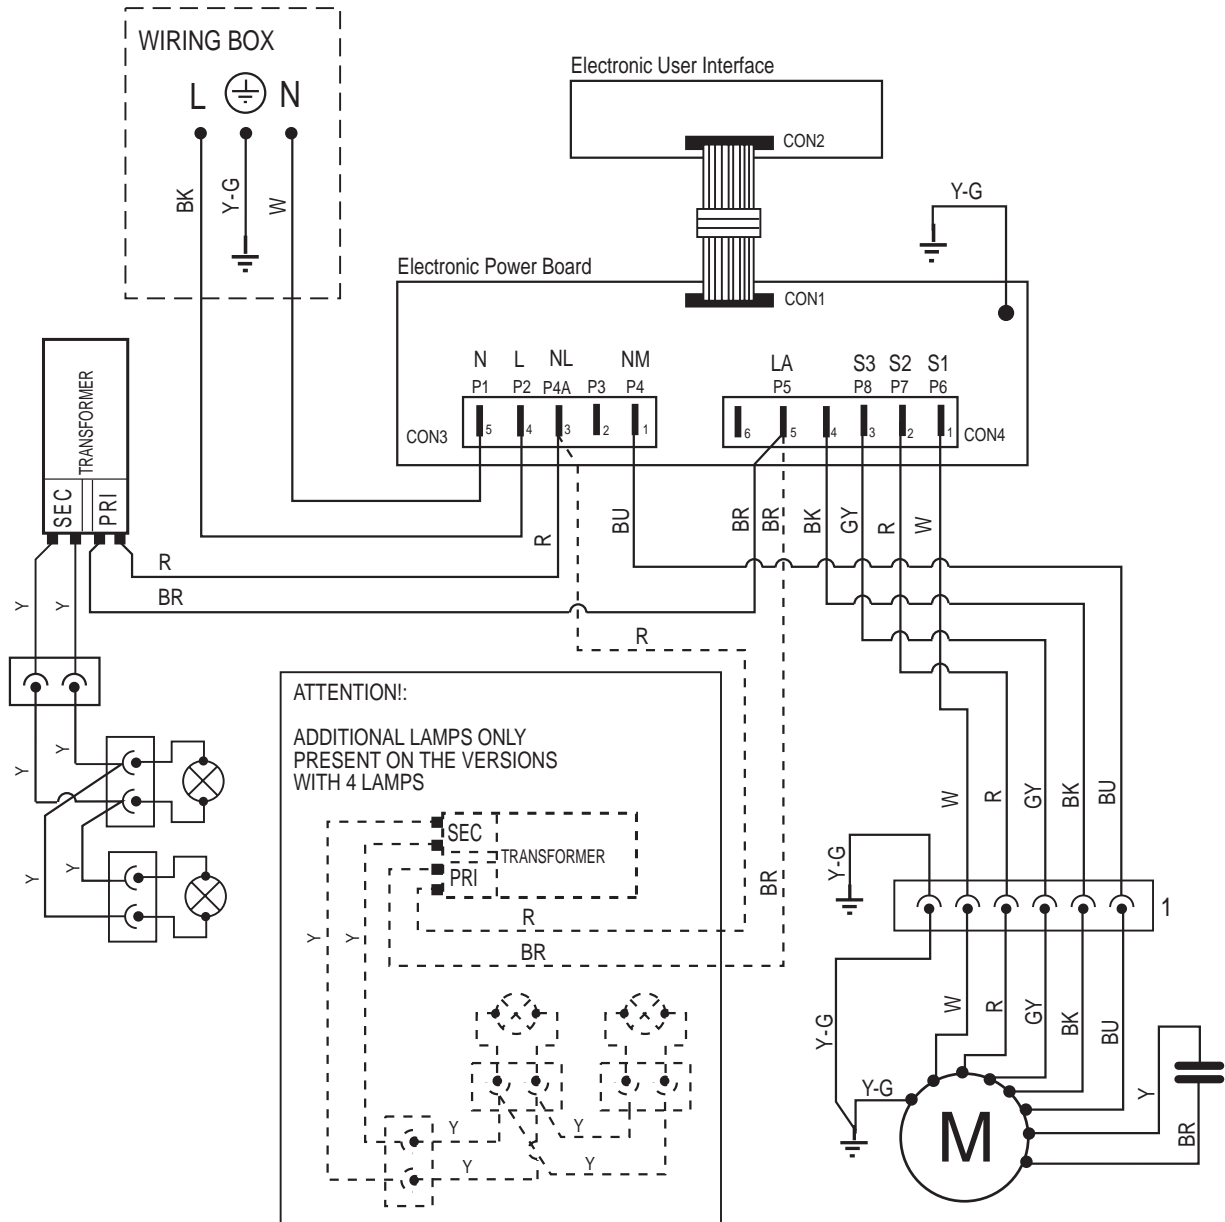 WIRING BOX
L N
BK
Y-G
W
Electronic User Interface
CON2
Y-G
Electronic Power Board
CON1
N L NL NM LA S3 S2 S1
P1 P2 P4A P3 P4 P5 P8 P7 P6
CON3
5 4 3 2 1
6 5 4 3 2 1
CON4
TRANSFORMER
SEC
PRI
R
BU
BR
BR
BK
GY
R
W
R
BR
Y
Y
R
ATTENTION!:
ADDITIONAL LAMPS ONLY
PRESENT ON THE VERSIONS
WITH 4 LAMPS
Y
Y
Y
Y
SEC
PRI
TRANSFORMER
R
BR
Y
Y
BR
W
R
GY
BK
BU
Y-G
1
W
R
GY
BK
BU
Y-G
Y-G
M
Y
BR
Y
Y
Y
Y